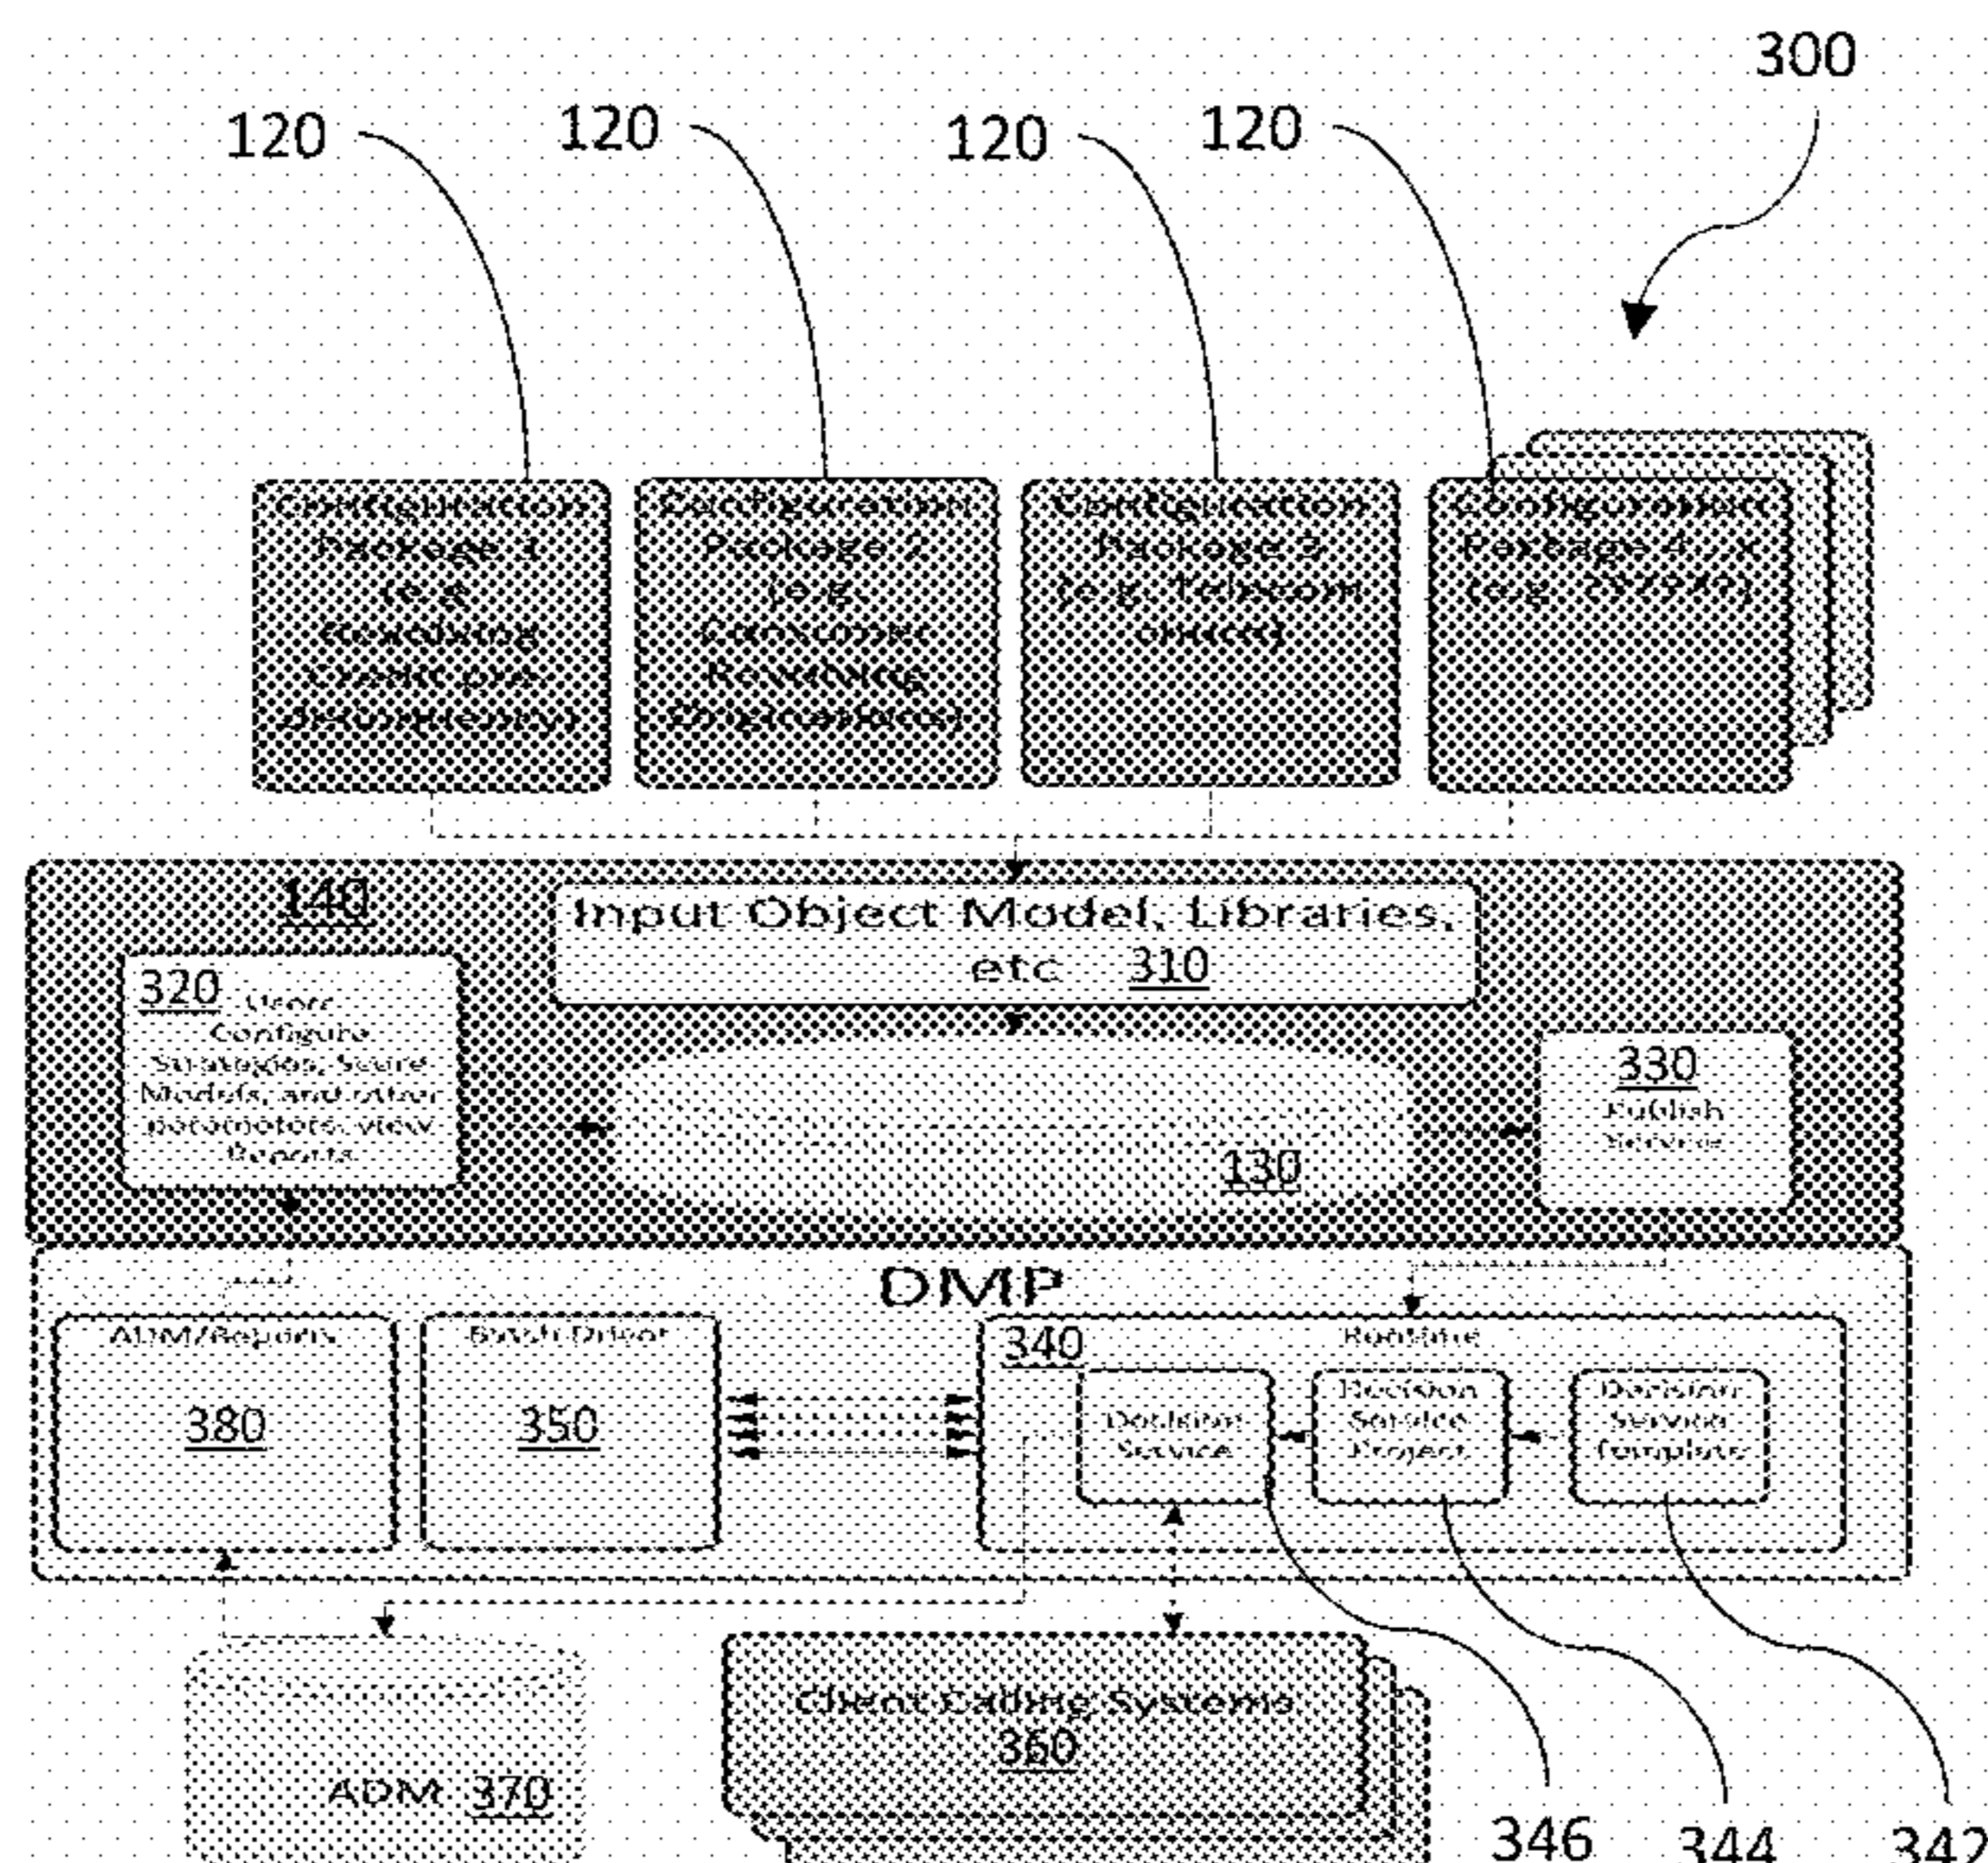 300
120
120
120
120
Configuration
Package 1
(e.g.
Revolving
Credit pre-
delinquency)
Configuration
Package 2
(e.g.
Consumer
Revolving
Originations)
Configuration
Package 3
(e.g. Telecom
Configuration
Package 4...x
(e.g.
140
Input Object Model, Libraries,
etc 310
320 Users
Configure
Strategies, Score
Models, and other
parameters, view
Reports
130
330
Publish
Service
DMP
ADM/Reports
380
Batch Driver
350
340
Runtime
Decision
Service
Decision
Service
Project
Decision
Service
Template
Client Calling Systems
360
ADM 370
346
344
342